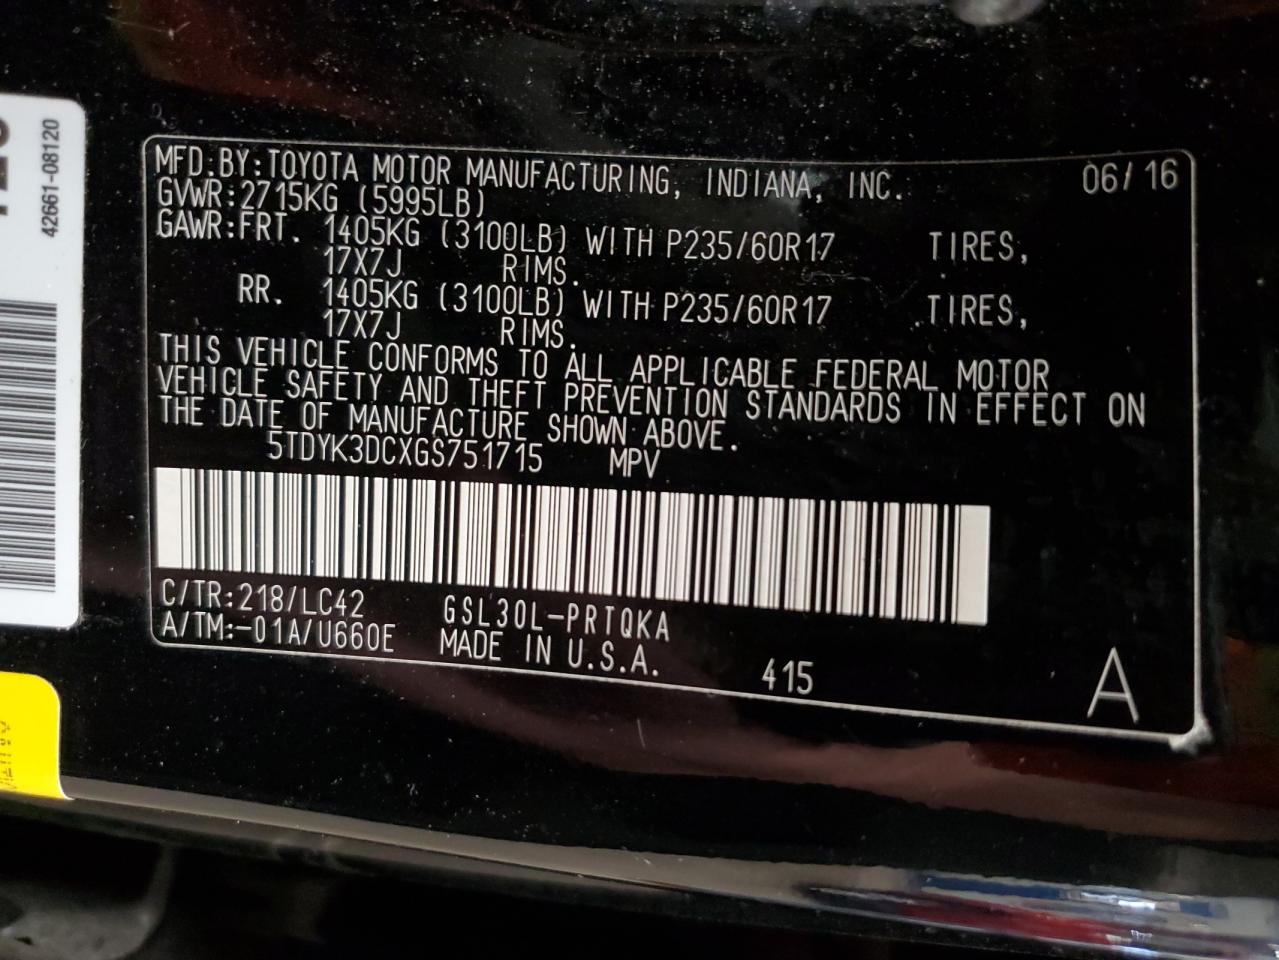 42661-08120
MFD.BY:TOYOTA MOTOR MANUFACTURING, INDIANA, INC. 06/16
GVWR:2715KG (5995LB)
GAWR:FRT. 1405KG (3100LB) WITH P235/60R17 TIRES,
17X7J RIMS.
RR. 1405KG (3100LB) WITH P235/60R17 TIRES,
17X7J RIMS.
THIS VEHICLE CONFORMS TO ALL APPLICABLE FEDERAL MOTOR
VEHICLE SAFETY AND THEFT PREVENTION STANDARDS IN EFFECT ON
THE DATE OF MANUFACTURE SHOWN ABOVE.
5TDYK3DCXGS751715 MPV
C/TR:218/LC42 GSL30L-PRTQKA
A/TM:-01A/U660E MADE IN U.S.A. 415 A